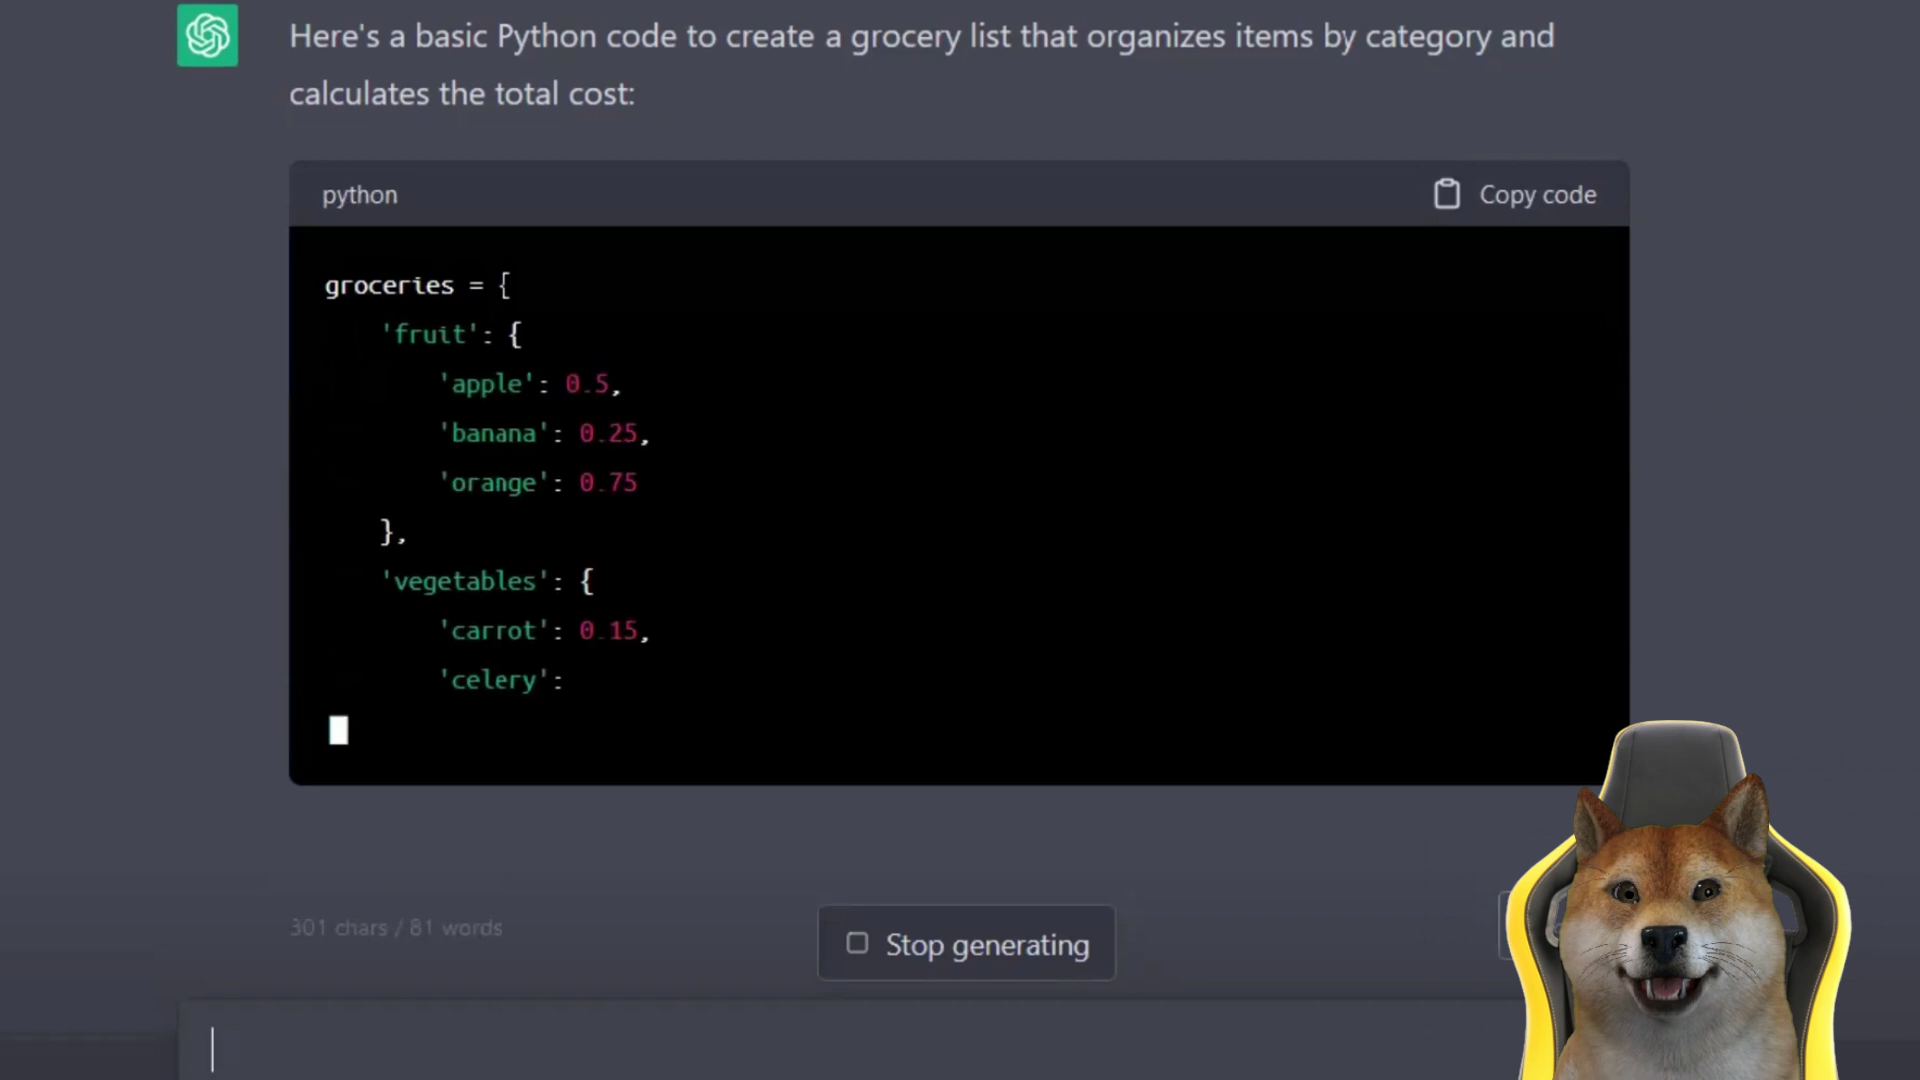 Here's a basic Python code to create a grocery list that organizes items by category and
calculates the total cost:
python
Copy code
groceries = {
'fruit': {
'apple': 0.5,
'banana': 0.25,
'orange': 0.75
},
'vegetables': {
'carrot': 0.15,
'celery':
301 chars / 81 words
Stop generating